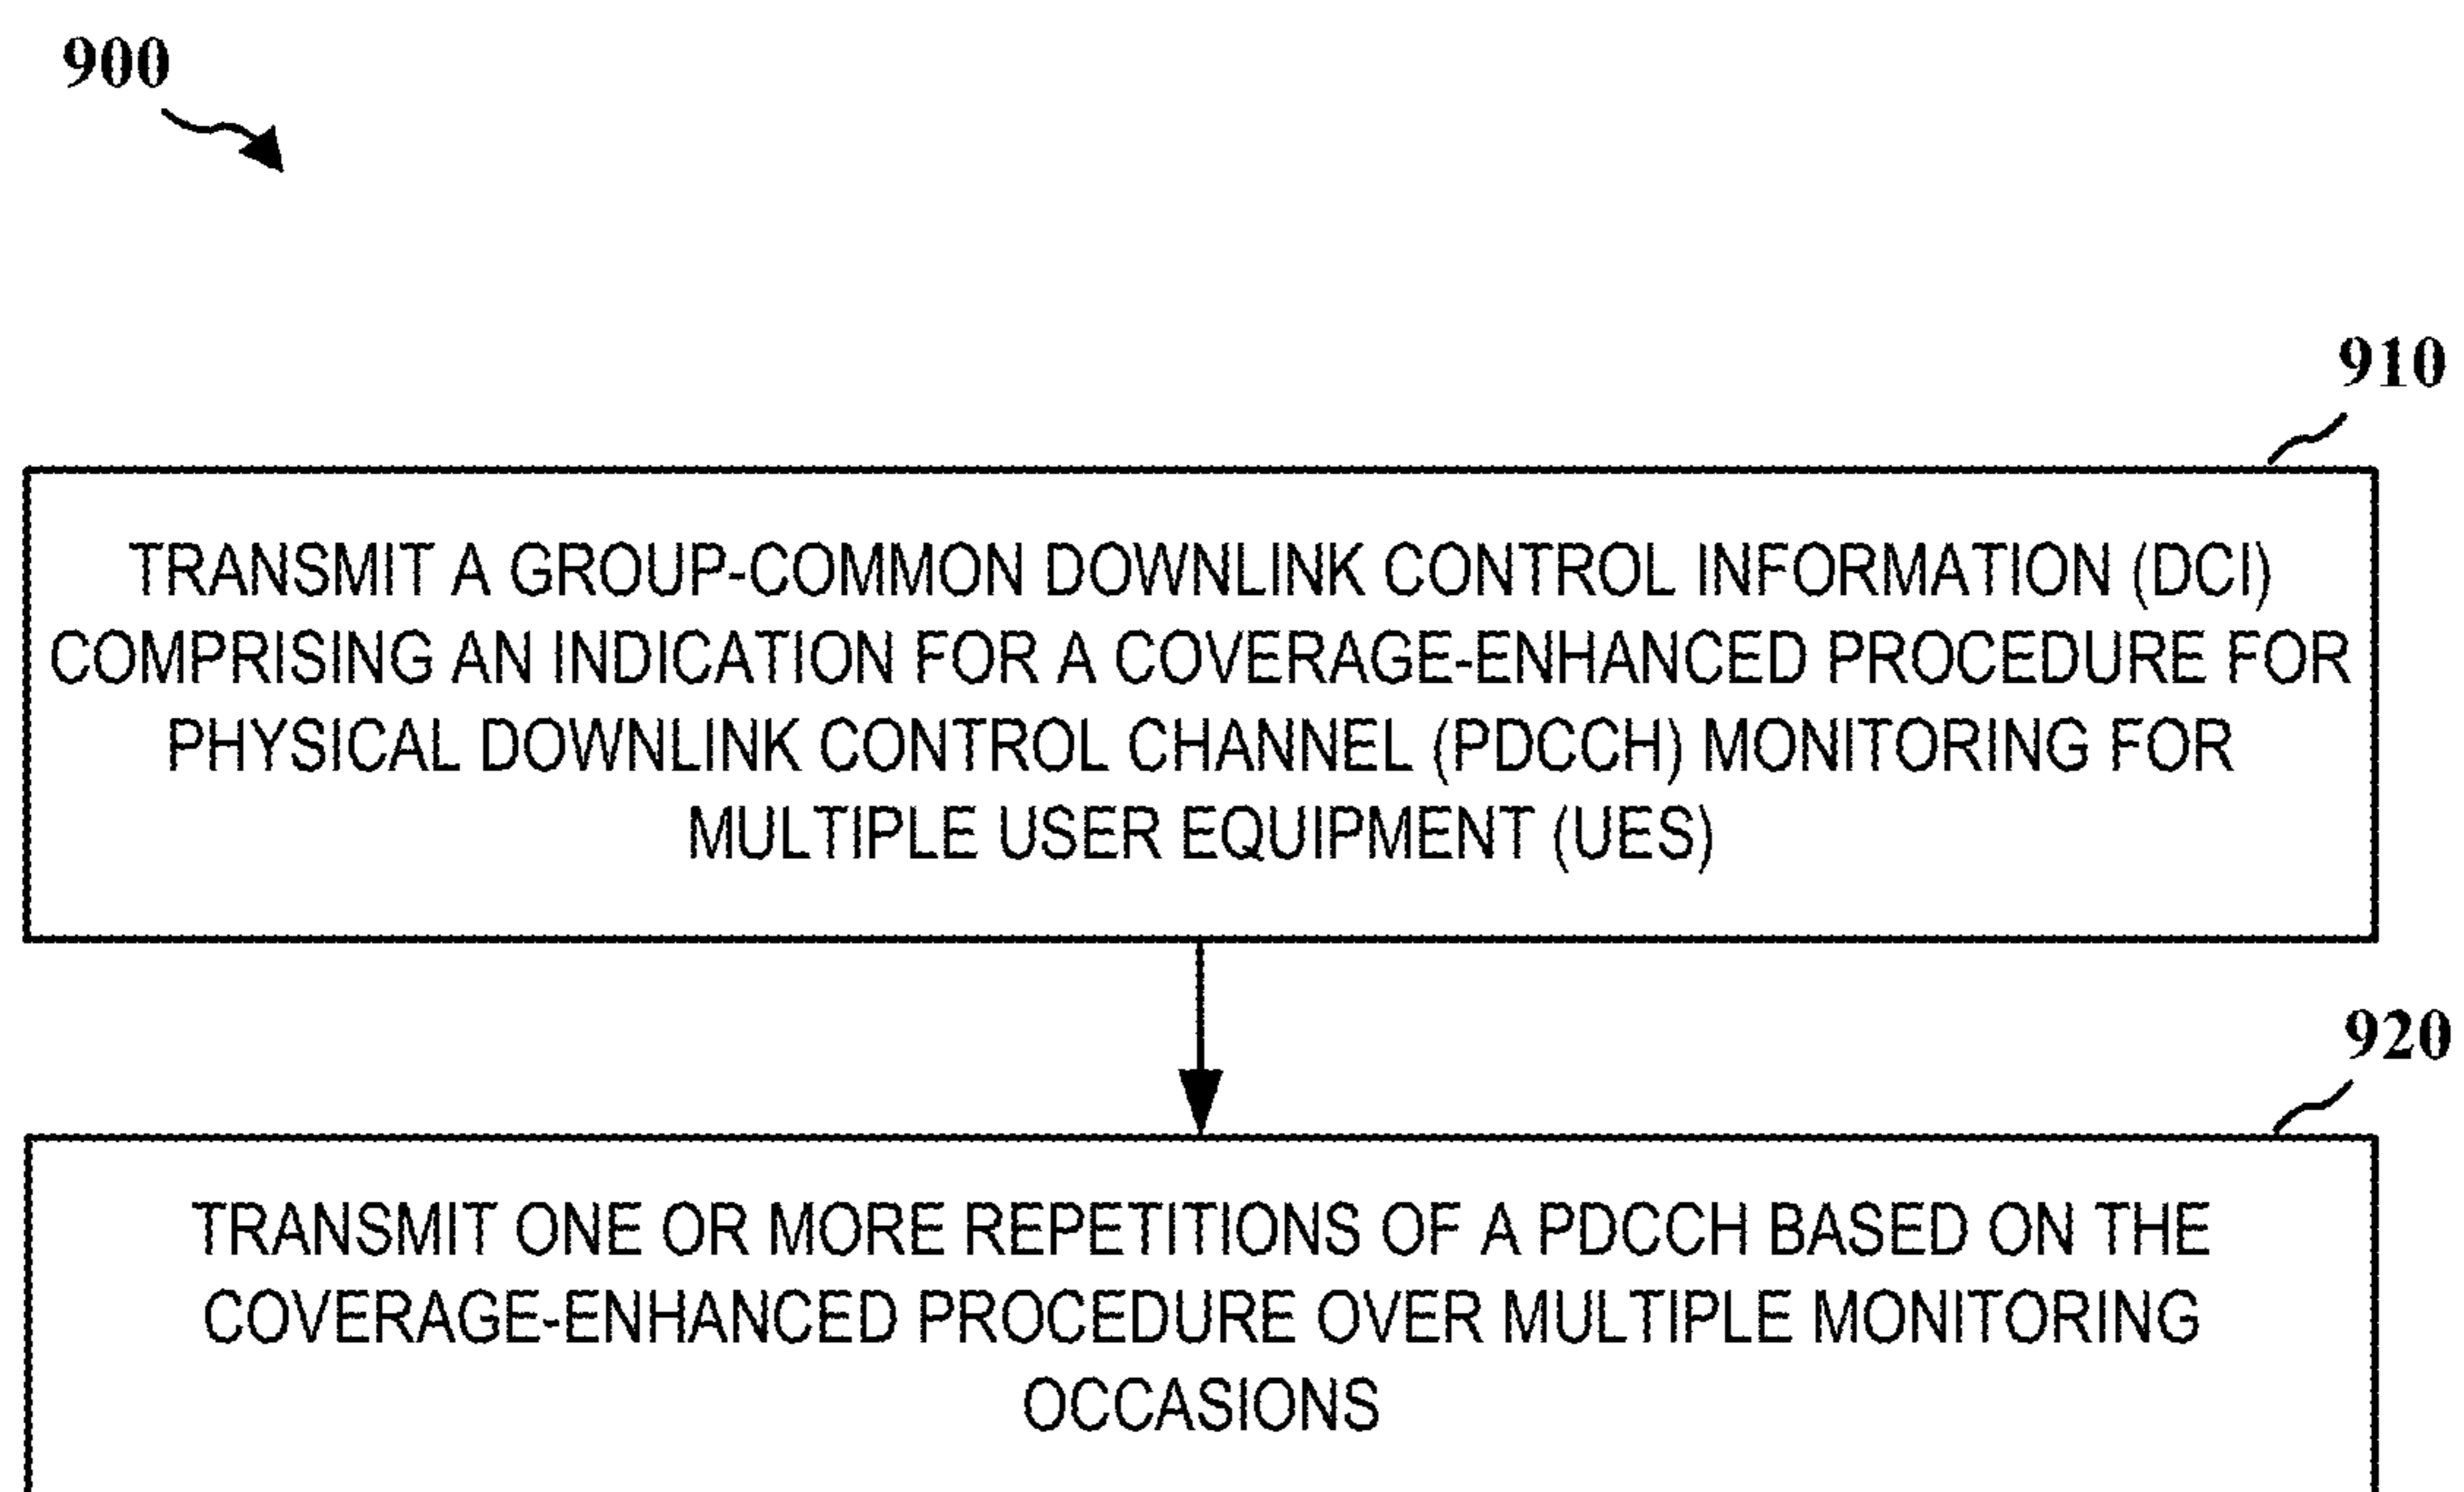 900
910
TRANSMIT A GROUP-COMMON DOWNLINK CONTROL INFORMATION (DCI)
COMPRISING AN INDICATION FOR A COVERAGE-ENHANCED PROCEDURE FOR
PHYSICAL DOWNLINK CONTROL CHANNEL (PDCCH) MONITORING FOR
MULTIPLE USER EQUIPMENT (UES)
920
TRANSMIT ONE OR MORE REPETITIONS OF A PDCCH BASED ON THE
COVERAGE-ENHANCED PROCEDURE OVER MULTIPLE MONITORING
OCCASIONS